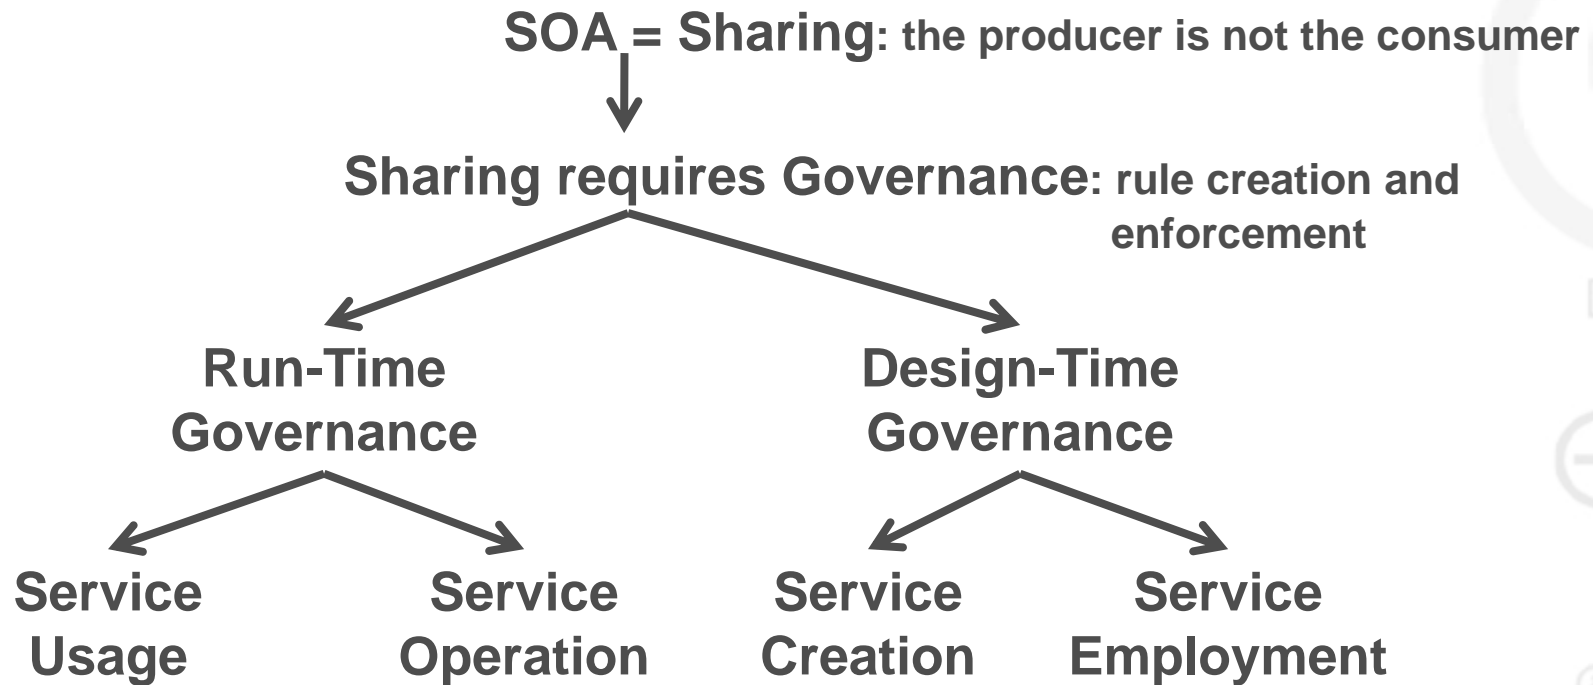 SOA = Sharing: the producer is not the consumer
Sharing requires Governance: rule creation and
enforcement
Run-Time
Governance
Design-Time
Governance
Service
Usage
Service
Operation
Service
Creation
Service
Employment